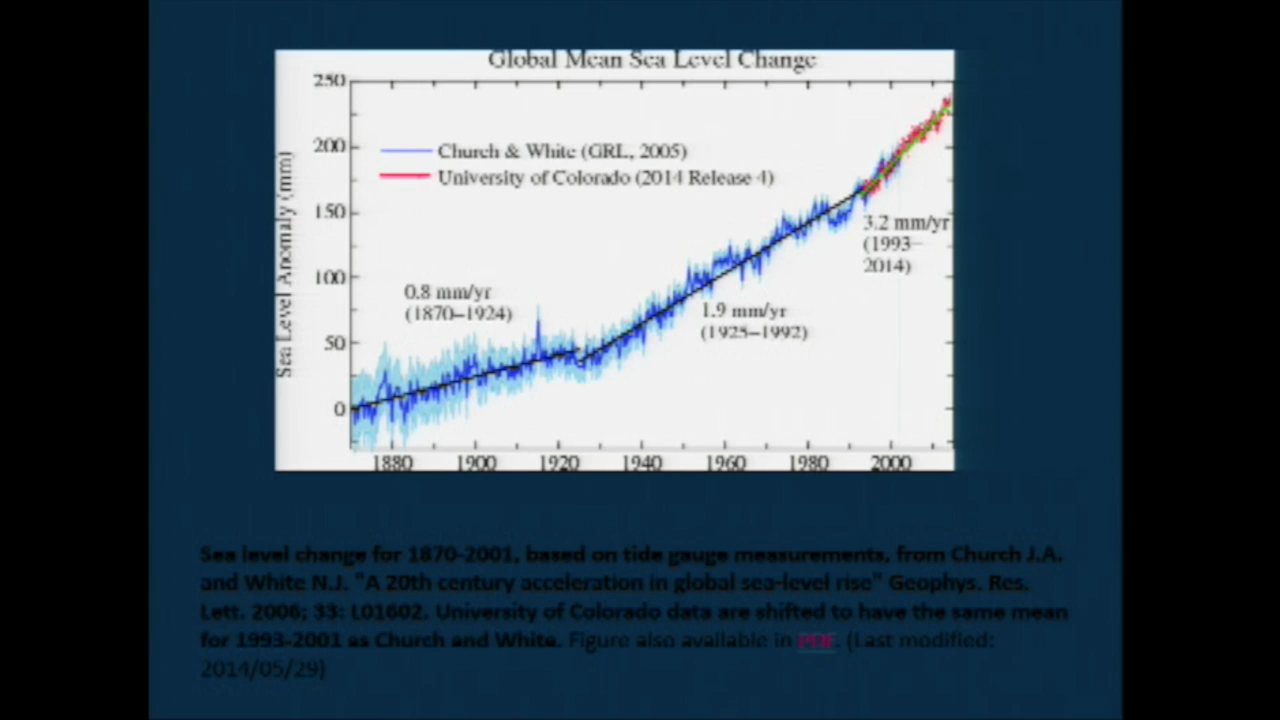 Global Mean Sea Level Change
250
200
150
100
50
0
Sea Level Anomaly (mm)
Church & White (GRL, 2005)
University of Colorado (2014 Release 4)
0.8 mm/yr
(1870–1924)
1.9 mm/yr
(1925–1992)
3.2 mm/yr
(1993–
2014)
1880 1900 1920 1940 1960 1980 2000
Sea level change for 1870-2001, based on tide gauge measurements, from Church J.A.
and White N.J. "A 20th century acceleration in global sea-level rise" Geophys. Res.
Lett. 2006; 33: L01602. University of Colorado data are shifted to have the same mean
for 1993-2001 as Church and White. Figure also available in PDF. (Last modified:
2014/05/29)